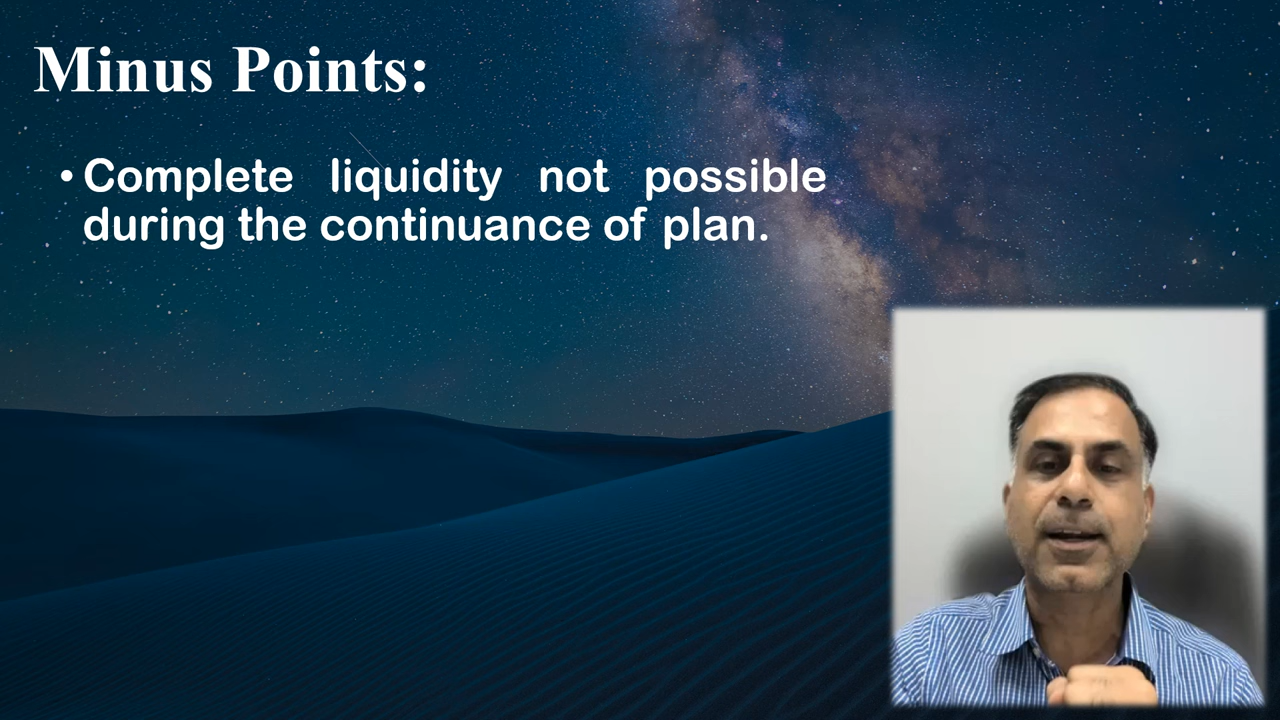 Minus Points:
• Complete liquidity not possible
during the continuance of plan.